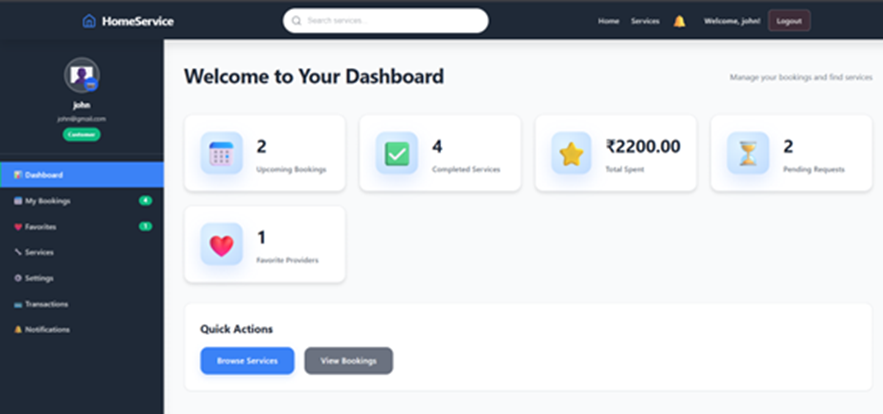 HomeService
Search services...
Home
Services
Welcome, john!
Logout
john
john@gmail.com
Customer
Dashboard
My Bookings 4
Favorites 1
Services
Settings
Transactions
Notifications
Welcome to Your Dashboard
Manage your bookings and find services
2
Upcoming Bookings
4
Completed Services
₹2200.00
Total Spent
2
Pending Requests
1
Favorite Providers
Quick Actions
Browse Services
View Bookings